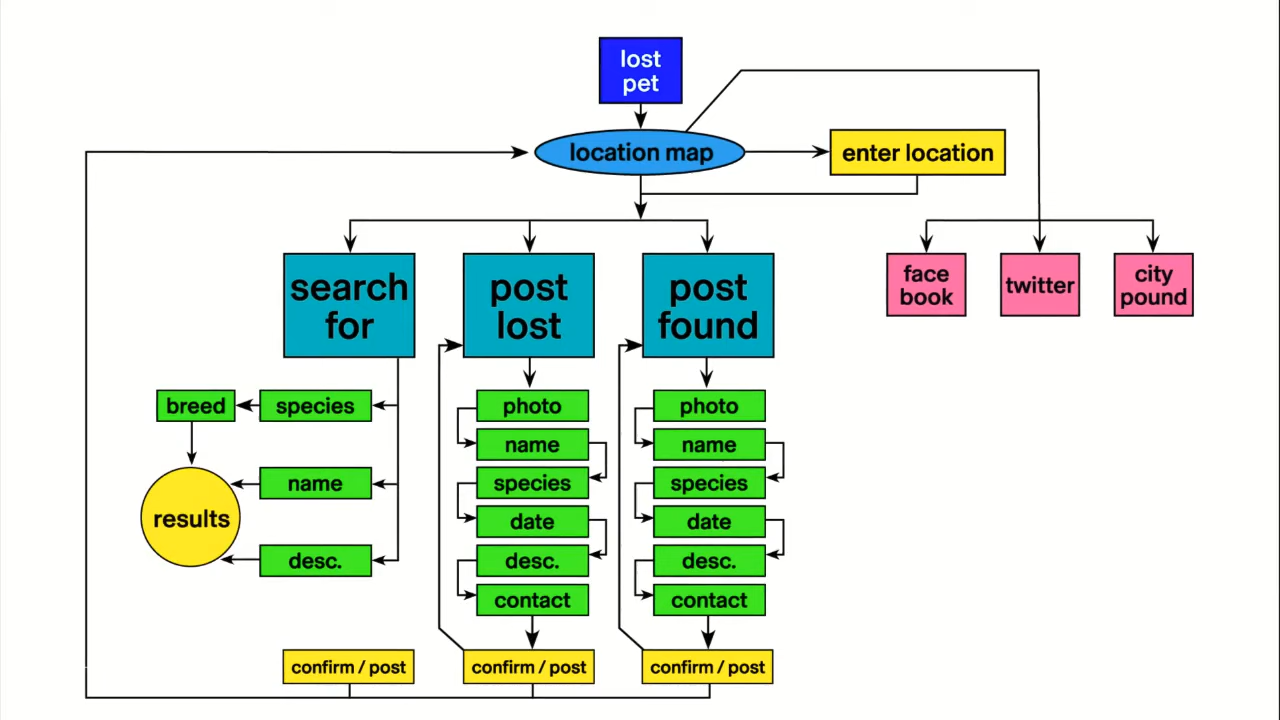 lost
pet
location map
enter location
search
for
post
lost
post
found
face
book
twitter
city
pound
breed
species
name
desc.
results
photo
name
species
date
desc.
contact
photo
name
species
date
desc.
contact
confirm / post
confirm / post
confirm / post